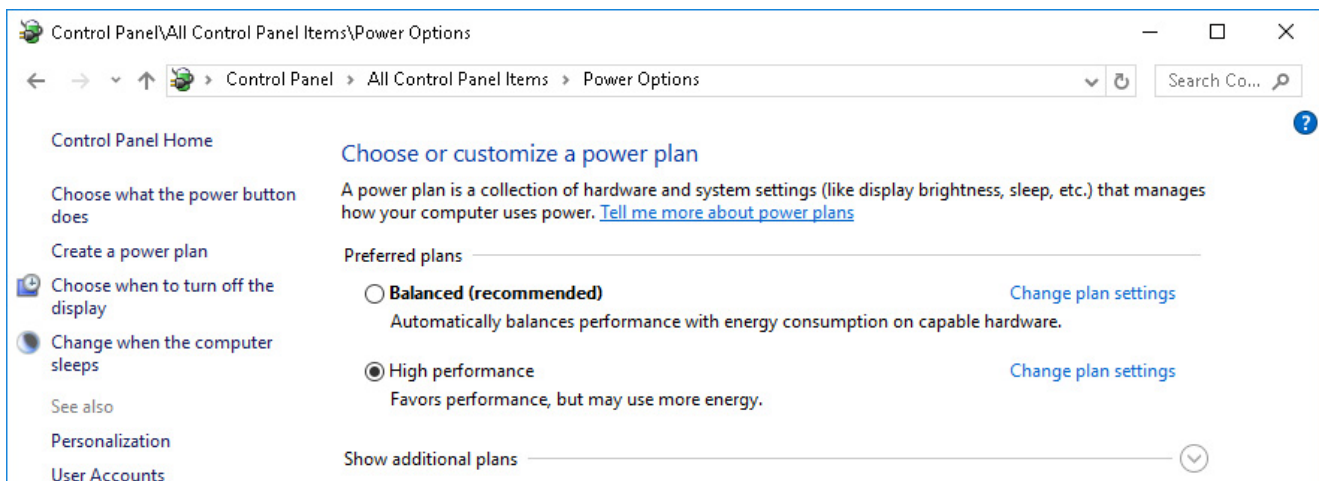 Control Panel\All Control Panel Items\Power Options
Control Panel > All Control Panel Items > Power Options
Search Co...
?
Control Panel Home
Choose what the power button
does
Create a power plan
Choose when to turn off the
display
Change when the computer
sleeps
See also
Personalization
User Accounts
Choose or customize a power plan
A power plan is a collection of hardware and system settings (like display brightness, sleep, etc.) that manages
how your computer uses power. Tell me more about power plans
Preferred plans
Balanced (recommended)
Change plan settings
Automatically balances performance with energy consumption on capable hardware.
High performance
Change plan settings
Favors performance, but may use more energy.
Show additional plans